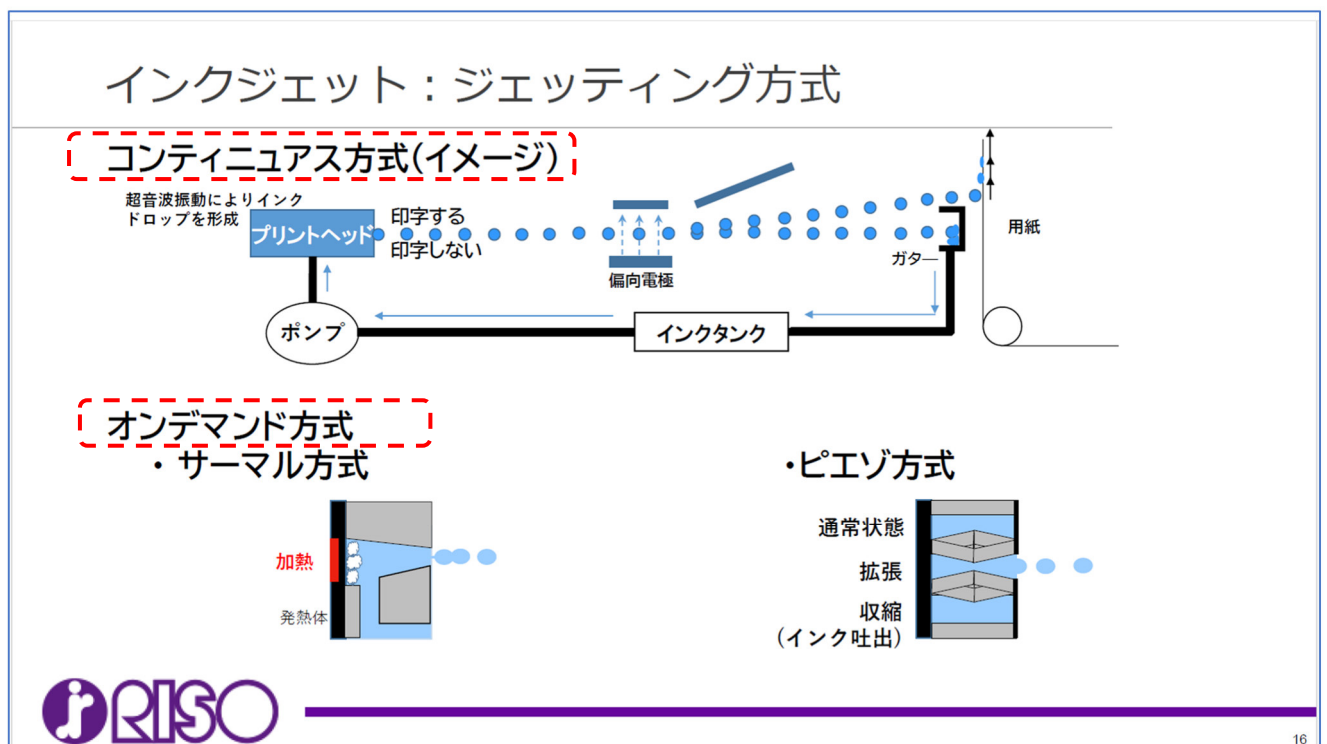 インクジェット：ジェッティング方式
コンティニュアス方式(イメージ)
超音波振動によりインク
ドロップを形成
プリントヘッド
印字する
印字しない
偏向電極
ガター
用紙
ポンプ
インクタンク
オンデマンド方式
・サーマル方式
加熱
発熱体
・ピエゾ方式
通常状態
拡張
収縮
(インク吐出)
RISO
16